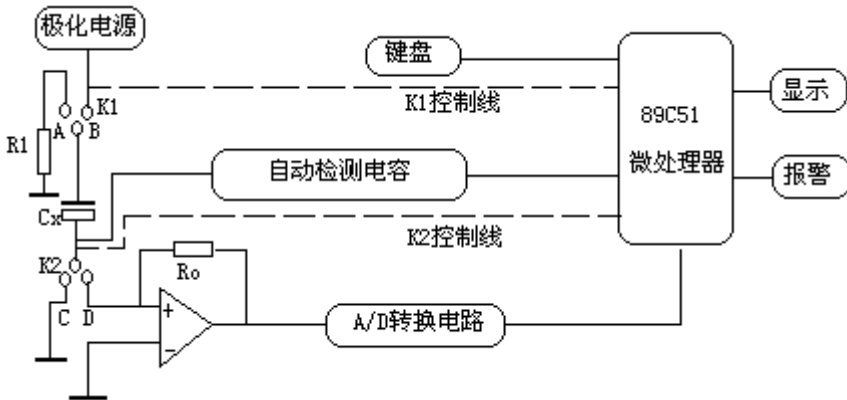 极化电源
键盘
K1
K1控制线
显示
A
B
89C51
R1
微处理器
自动检测电容
报警
Cx
K2控制线
K2
Ro
C
D
+
-
A/D转换电路